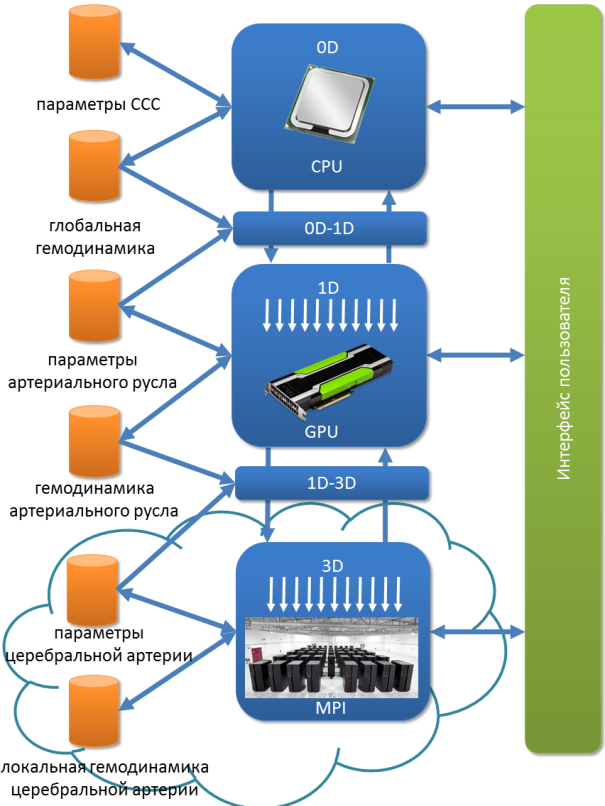 0D
CPU
параметры ССС
глобальная
гемодинамика
0D-1D
1D
GPU
параметры
артериального русла
гемодинамика
артериального русла
1D-3D
3D
MPI
параметры
церебральной артерии
локальная гемодинамика
церебральной артерии
Интерфейс пользователя